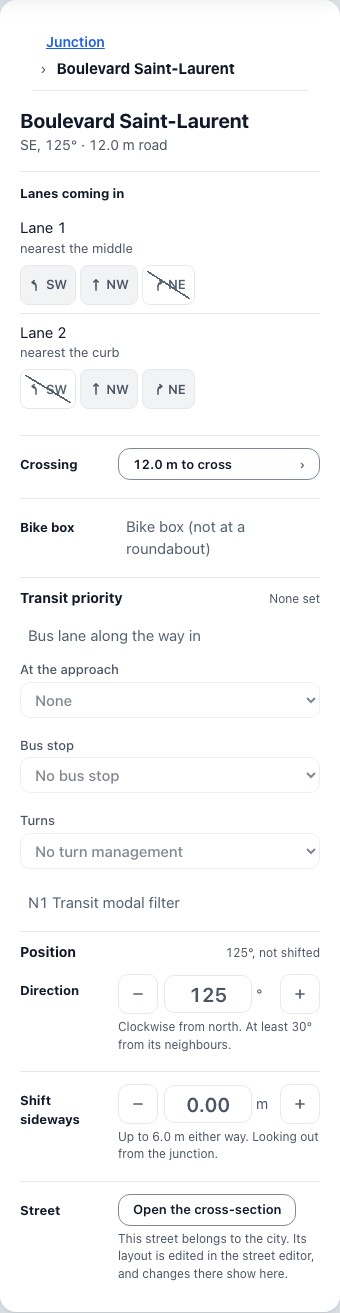 Junction
› Boulevard Saint-Laurent
Boulevard Saint-Laurent
SE, 125° · 12.0 m road
Lanes coming in
Lane 1
nearest the middle
SW NW NE
Lane 2
nearest the curb
SW NW NE
Crossing 12.0 m to cross ›
Bike box Bike box (not at a
roundabout)
Transit priority None set
Bus lane along the way in
At the approach
None
Bus stop
No bus stop
Turns
No turn management
N1 Transit modal filter
Position 125°, not shifted
Direction − 125 ° +
Clockwise from north. At least 30°
from its neighbours.
Shift
sideways − 0.00 m +
Up to 6.0 m either way. Looking out
from the junction.
Street Open the cross-section
This street belongs to the city. Its
layout is edited in the street editor,
and changes there show here.